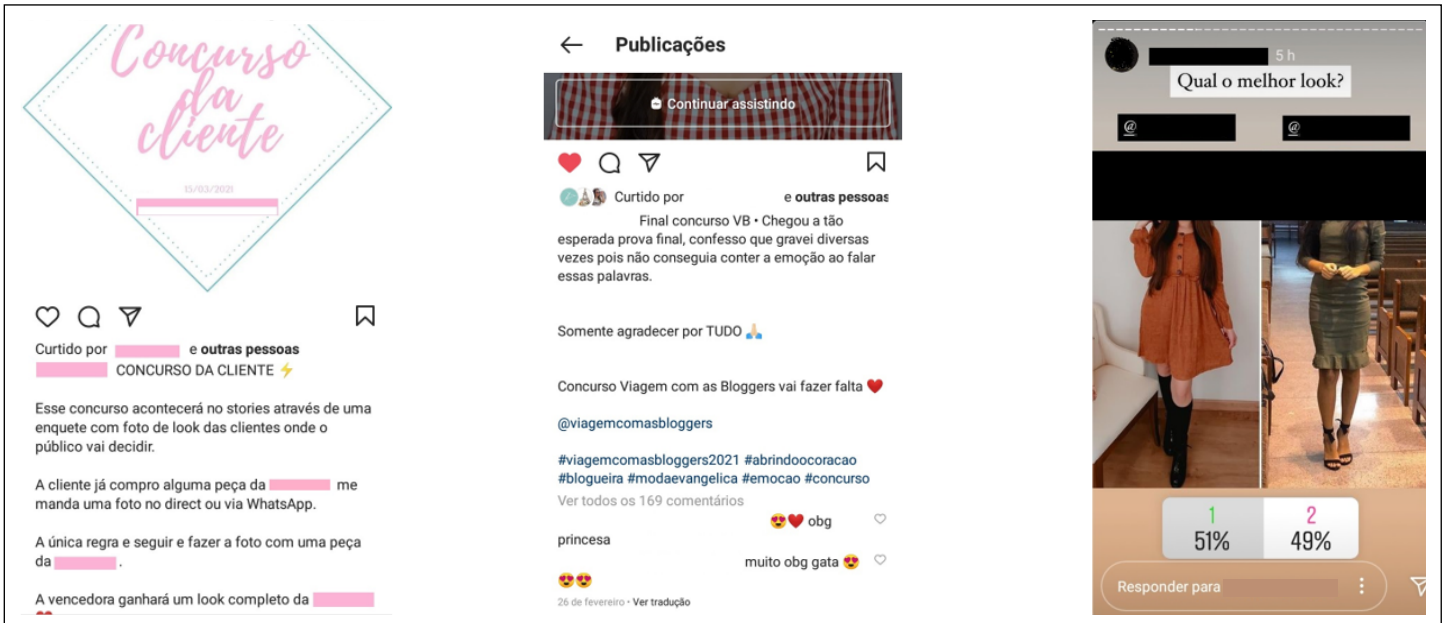 Concurso
da
cliente
13/03/2021
Curtido por e outras pessoas
CONCURSO DA CLIENTE ⚡
Esse concurso acontecerá no stories através de uma
enquete com foto de look das clientes onde o
público vai decidir.
A cliente já compro alguma peça da me
manda uma foto no direct ou via WhatsApp.
A única regra e seguir e fazer a foto com uma peça
da .
A vencedora ganhará um look completo da
❤️
← Publicações
Continuar assistindo
Curtido por e outras pessoas
Final concurso VB • Chegou a tão
esperada prova final, confesso que gravei diversas
vezes pois não conseguia conter a emoção ao falar
essas palavras.
Somente agradecer por TUDO 🙏🏻
Concurso Viagem com as Bloggers vai fazer falta ❤️
@viagemcomasbloggers
#viagemcomasbloggers2021 #abrindoocoracao
#blogueira #modaevangelica #emocao #concurso
Ver todos os 169 comentários
😍❤️ obg
princesa
muito obg gata 😍
😍😍
26 de fevereiro • Ver tradução
5 h
Qual o melhor look?
@ @
1 2
51% 49%
Responder para